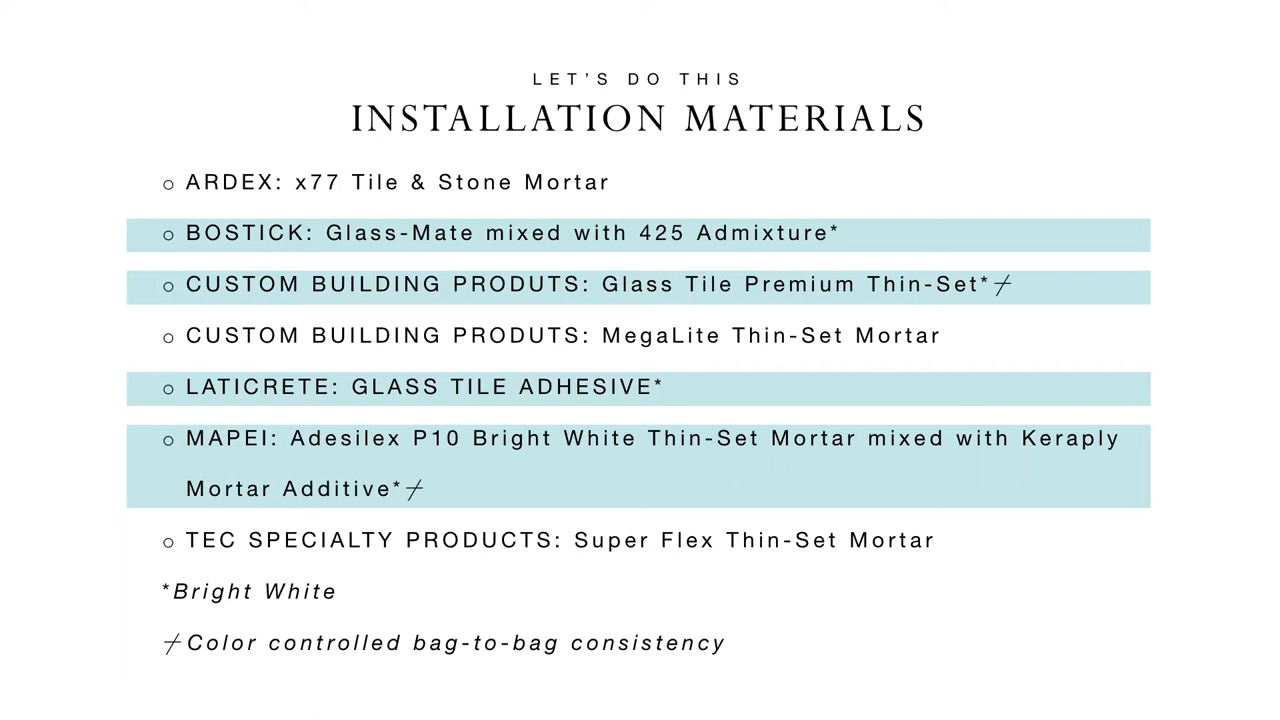 LET'S DO THIS
INSTALLATION MATERIALS
○ ARDEX: x77 Tile & Stone Mortar
○ BOSTICK: Glass-Mate mixed with 425 Admixture*
○ CUSTOM BUILDING PRODUTS: Glass Tile Premium Thin-Set*⌿
○ CUSTOM BUILDING PRODUTS: MegaLite Thin-Set Mortar
○ LATICRETE: GLASS TILE ADHESIVE*
○ MAPEI: Adesilex P10 Bright White Thin-Set Mortar mixed with Keraply
Mortar Additive*⌿
○ TEC SPECIALTY PRODUCTS: Super Flex Thin-Set Mortar
*Bright White
⌿Color controlled bag-to-bag consistency